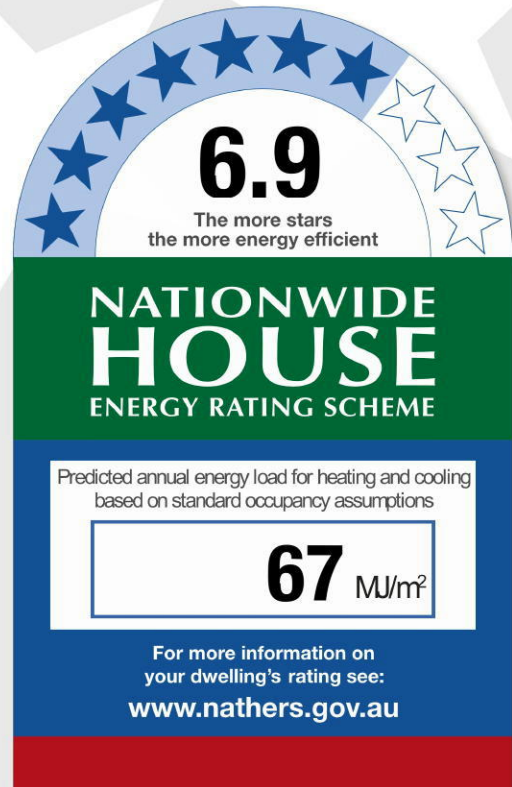 6.9
The more stars
the more energy efficient
NATIONWIDE
HOUSE
ENERGY RATING SCHEME
Predicted annual energy load for heating and cooling
based on standard occupancy assumptions
67 MJ/m²
For more information on
your dwelling's rating see:
www.nathers.gov.au